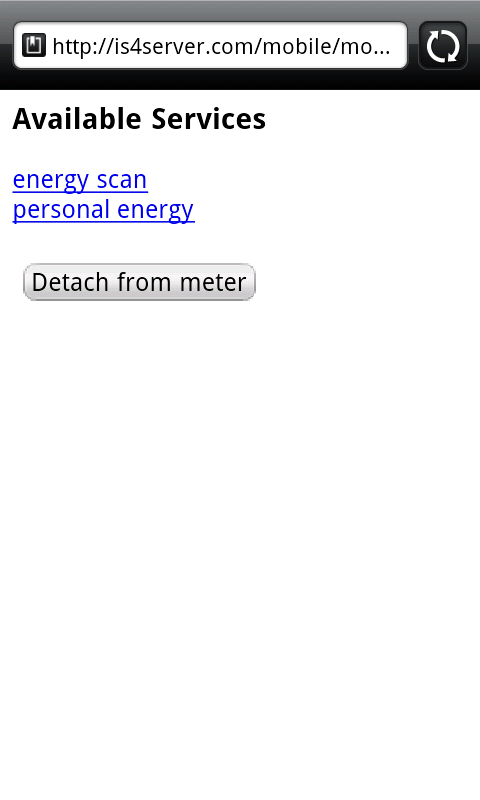 http://is4server.com/mobile/mo...
Available Services
energy scan
personal energy
Detach from meter